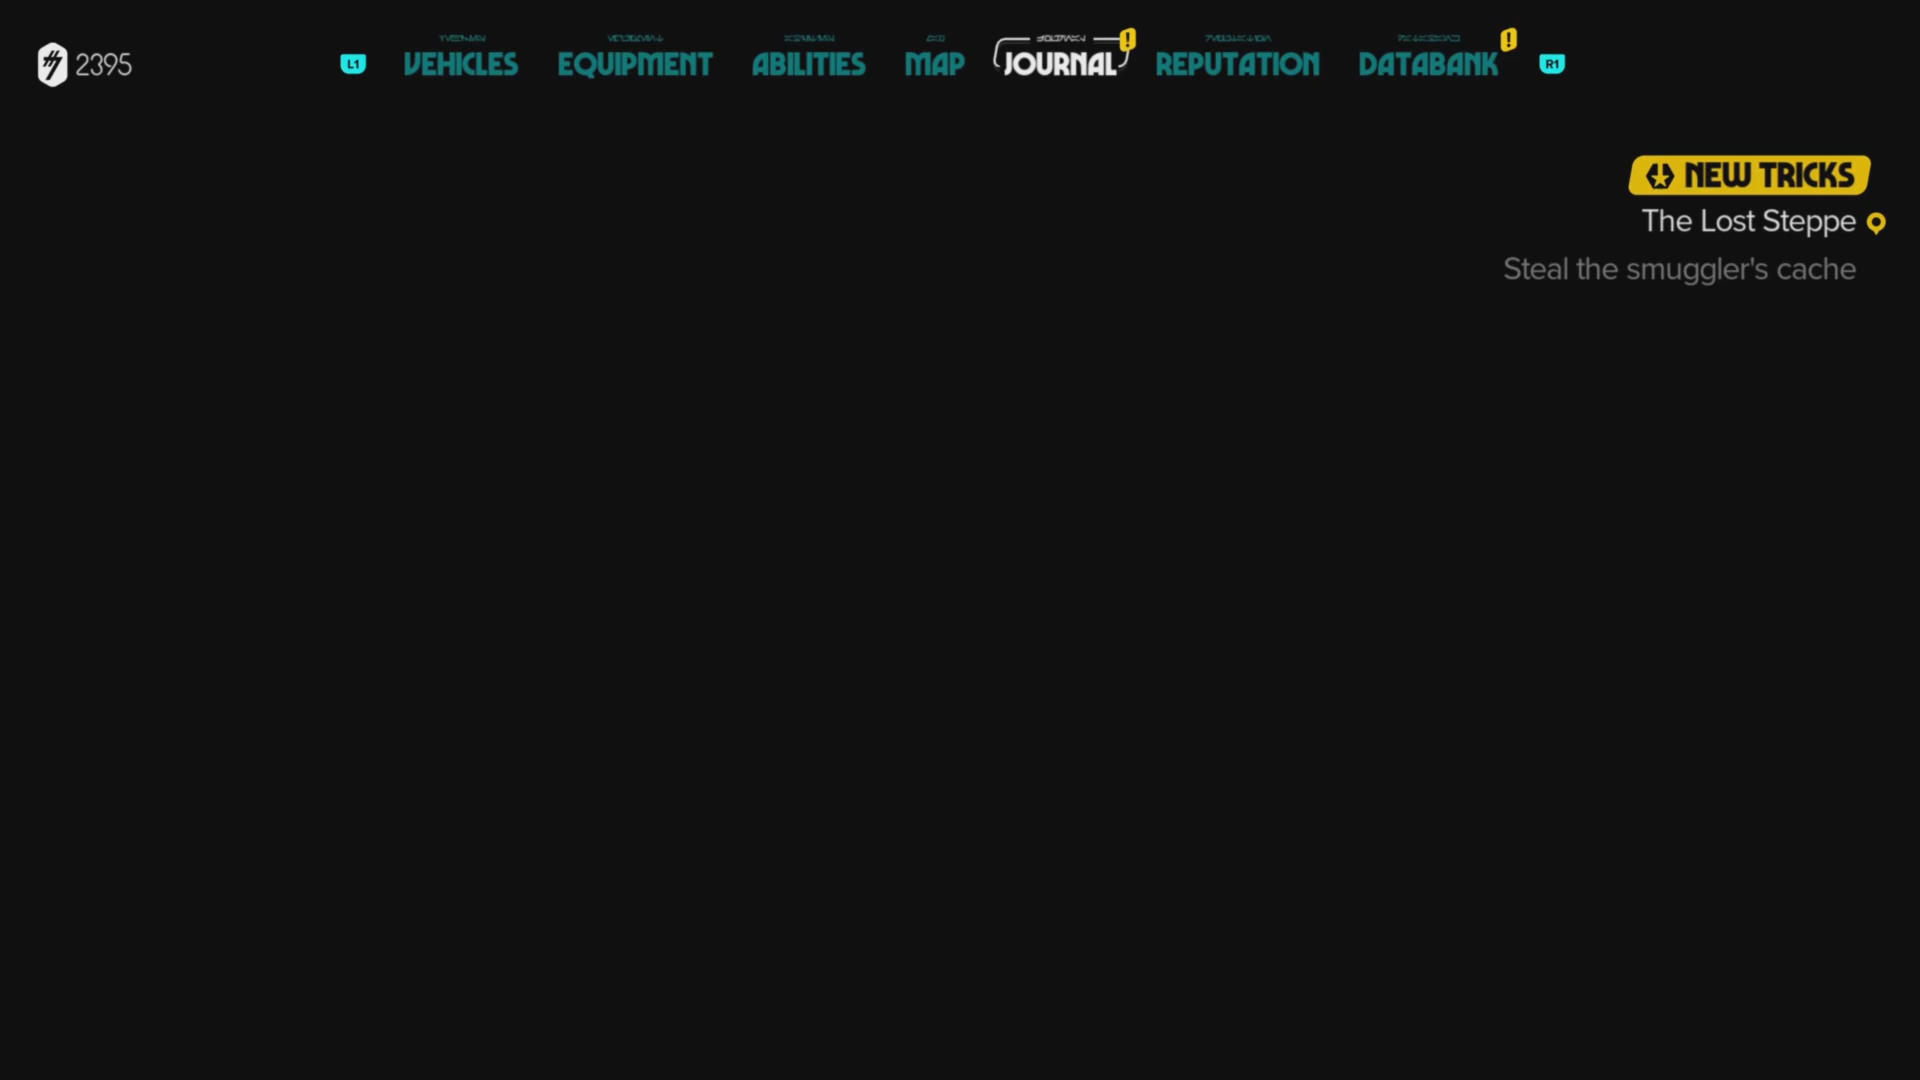 2395
L1
VEHICLES
EQUIPMENT
ABILITIES
MAP
JOURNAL
!
REPUTATION
DATABANK
!
R1
NEW TRICKS
The Lost Steppe
Steal the smuggler's cache